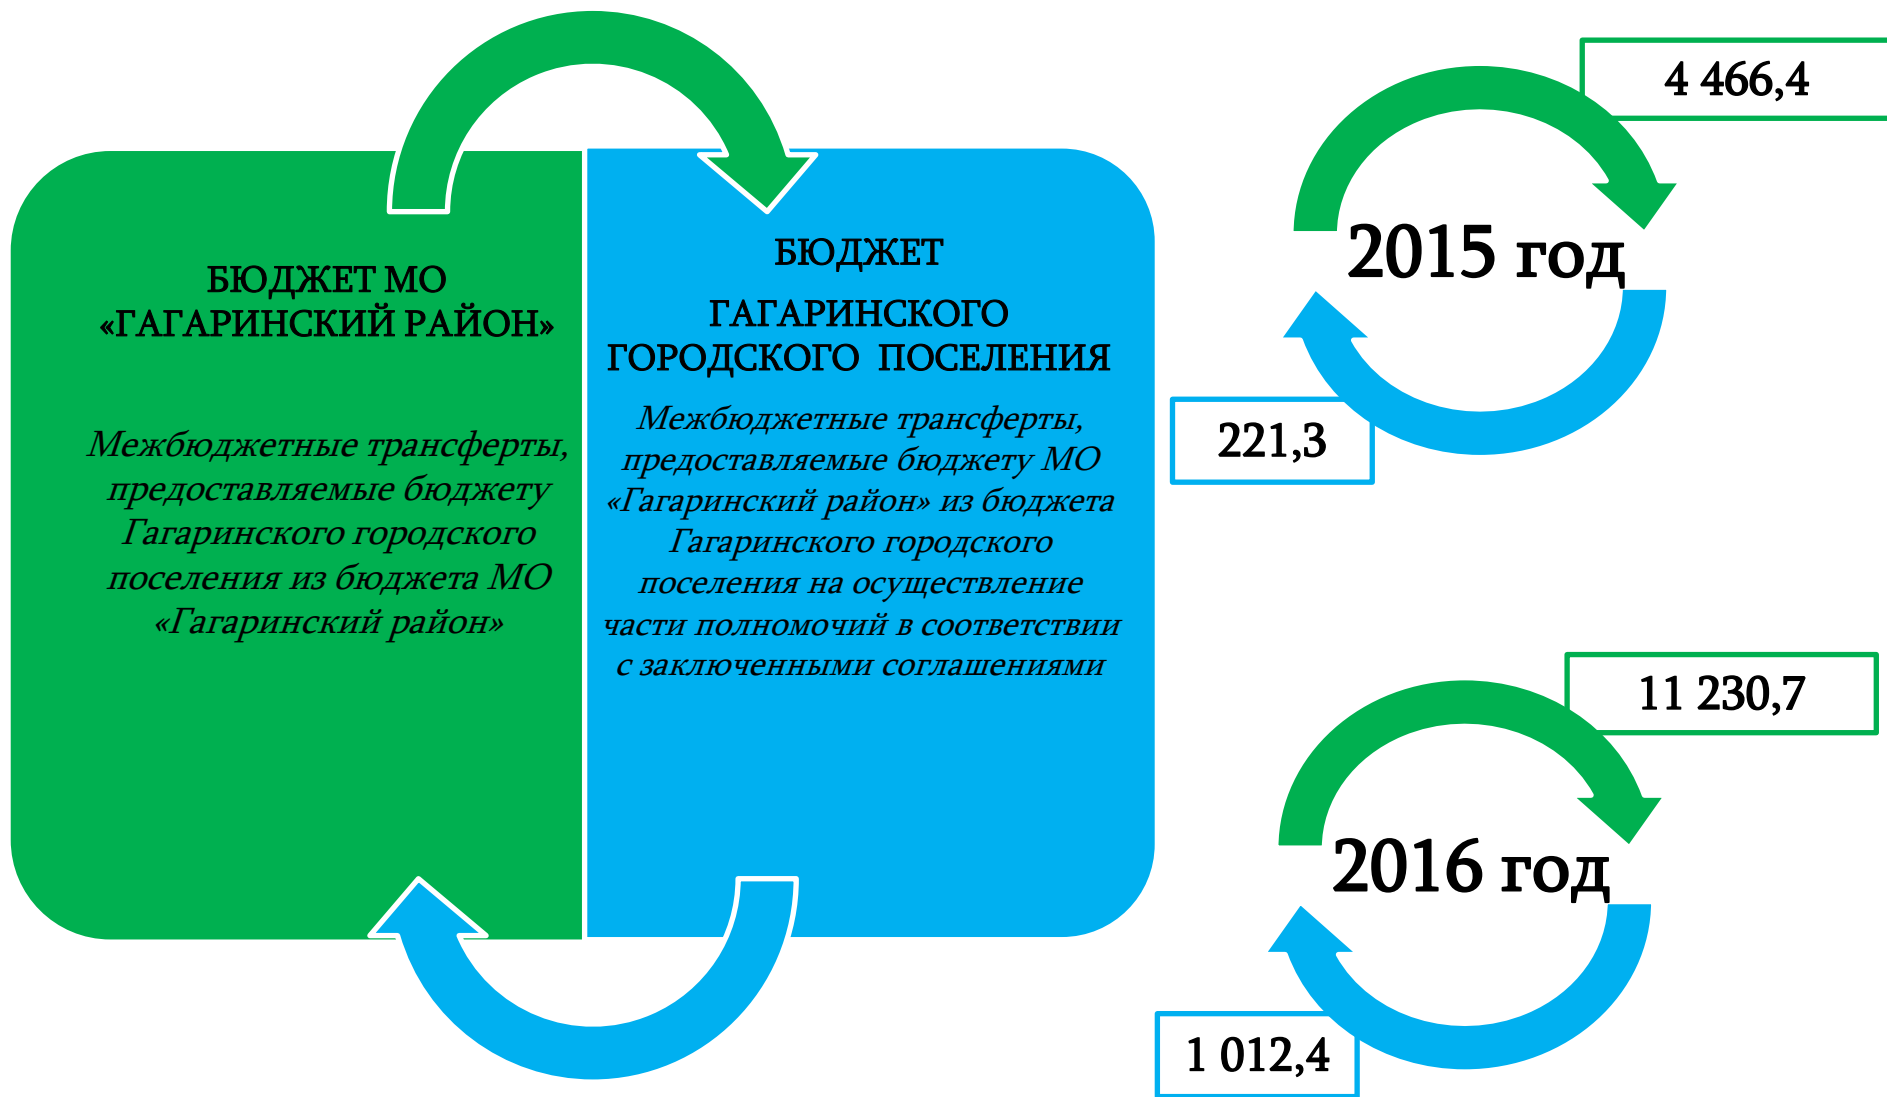 БЮДЖЕТ МО
«ГАГАРИНСКИЙ РАЙОН»
Межбюджетные трансферты,
предоставляемые бюджету
Гагаринского городского
поселения из бюджета МО
«Гагаринский район»
БЮДЖЕТ
ГАГАРИНСКОГО
ГОРОДСКОГО ПОСЕЛЕНИЯ
Межбюджетные трансферты,
предоставляемые бюджету МО
«Гагаринский район» из бюджета
Гагаринского городского
поселения на осуществление
части полномочий в соответствии
с заключенными соглашениями
4 466,4
2015 год
221,3
11 230,7
2016 год
1 012,4